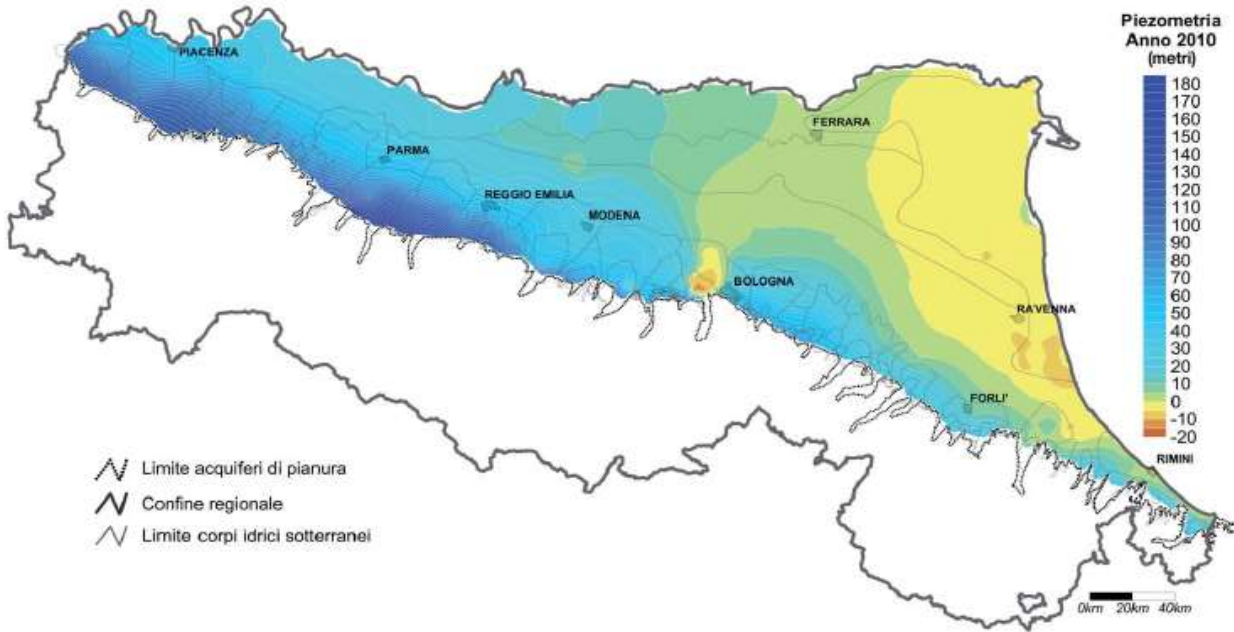 Piezometria
Anno 2010
(metri)
180
170
160
150
140
130
120
110
100
90
80
70
60
50
40
30
20
10
0
-10
-20
PIACENZA
FERRARA
PARMA
REGGIO EMILIA
MODENA
BOLOGNA
RAVENNA
FORLI'
RIMINI
Limite acquiferi di pianura
Confine regionale
Limite corpi idrici sotterranei
0km 20km 40km